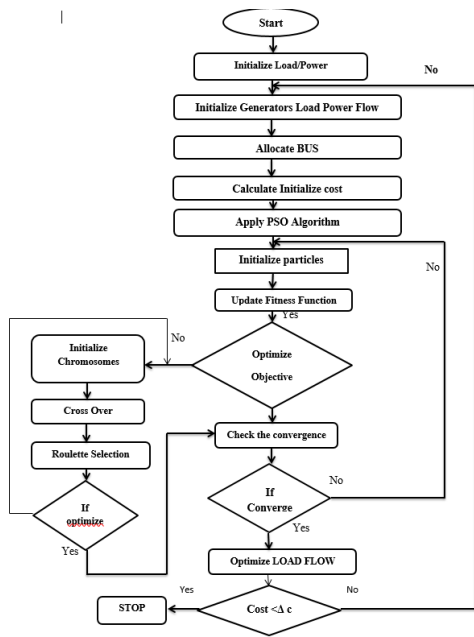 Start
Initialize Load/Power
No
Initialize Generators Load Power Flow
Allocate BUS
Calculate Initialize cost
Apply PSO Algorithm
Initialize particles
No
Update Fitness Function
Yes
No
Optimize
Objective
Initialize
Chromosomes
Cross Over
Roulette Selection
If
optimize
Yes
Check the convergence
No
If
Converge
Yes
Optimize LOAD FLOW
Yes
No
Cost <Δ c
STOP